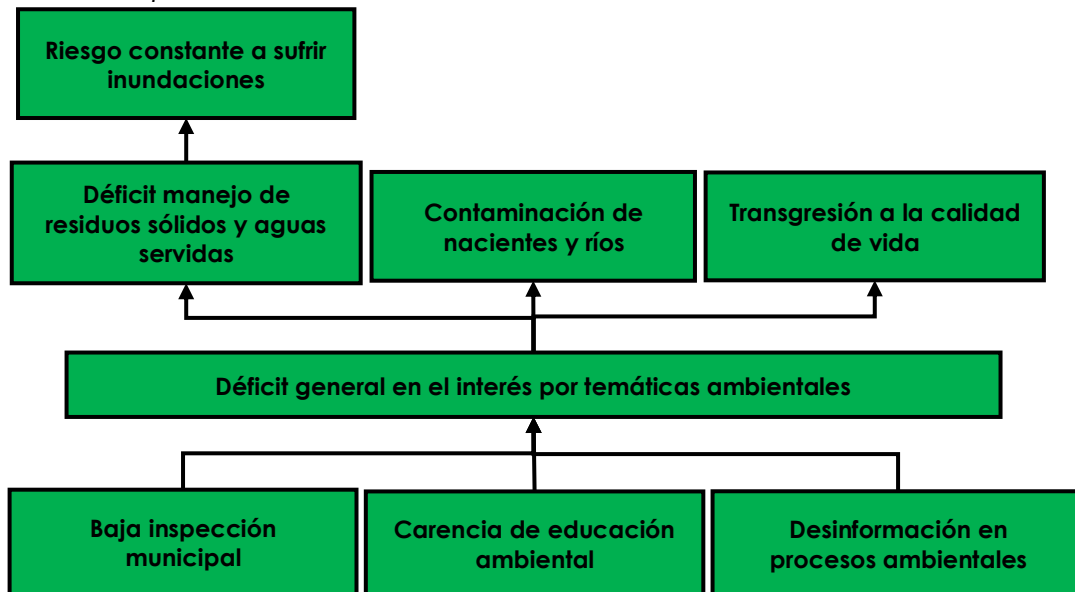 Riesgo constante a sufrir
inundaciones
Déficit manejo de
residuos sólidos y aguas
servidas
Contaminación de
nacientes y ríos
Transgresión a la calidad
de vida
Déficit general en el interés por temáticas ambientales
Baja inspección
municipal
Carencia de educación
ambiental
Desinformación en
procesos ambientales